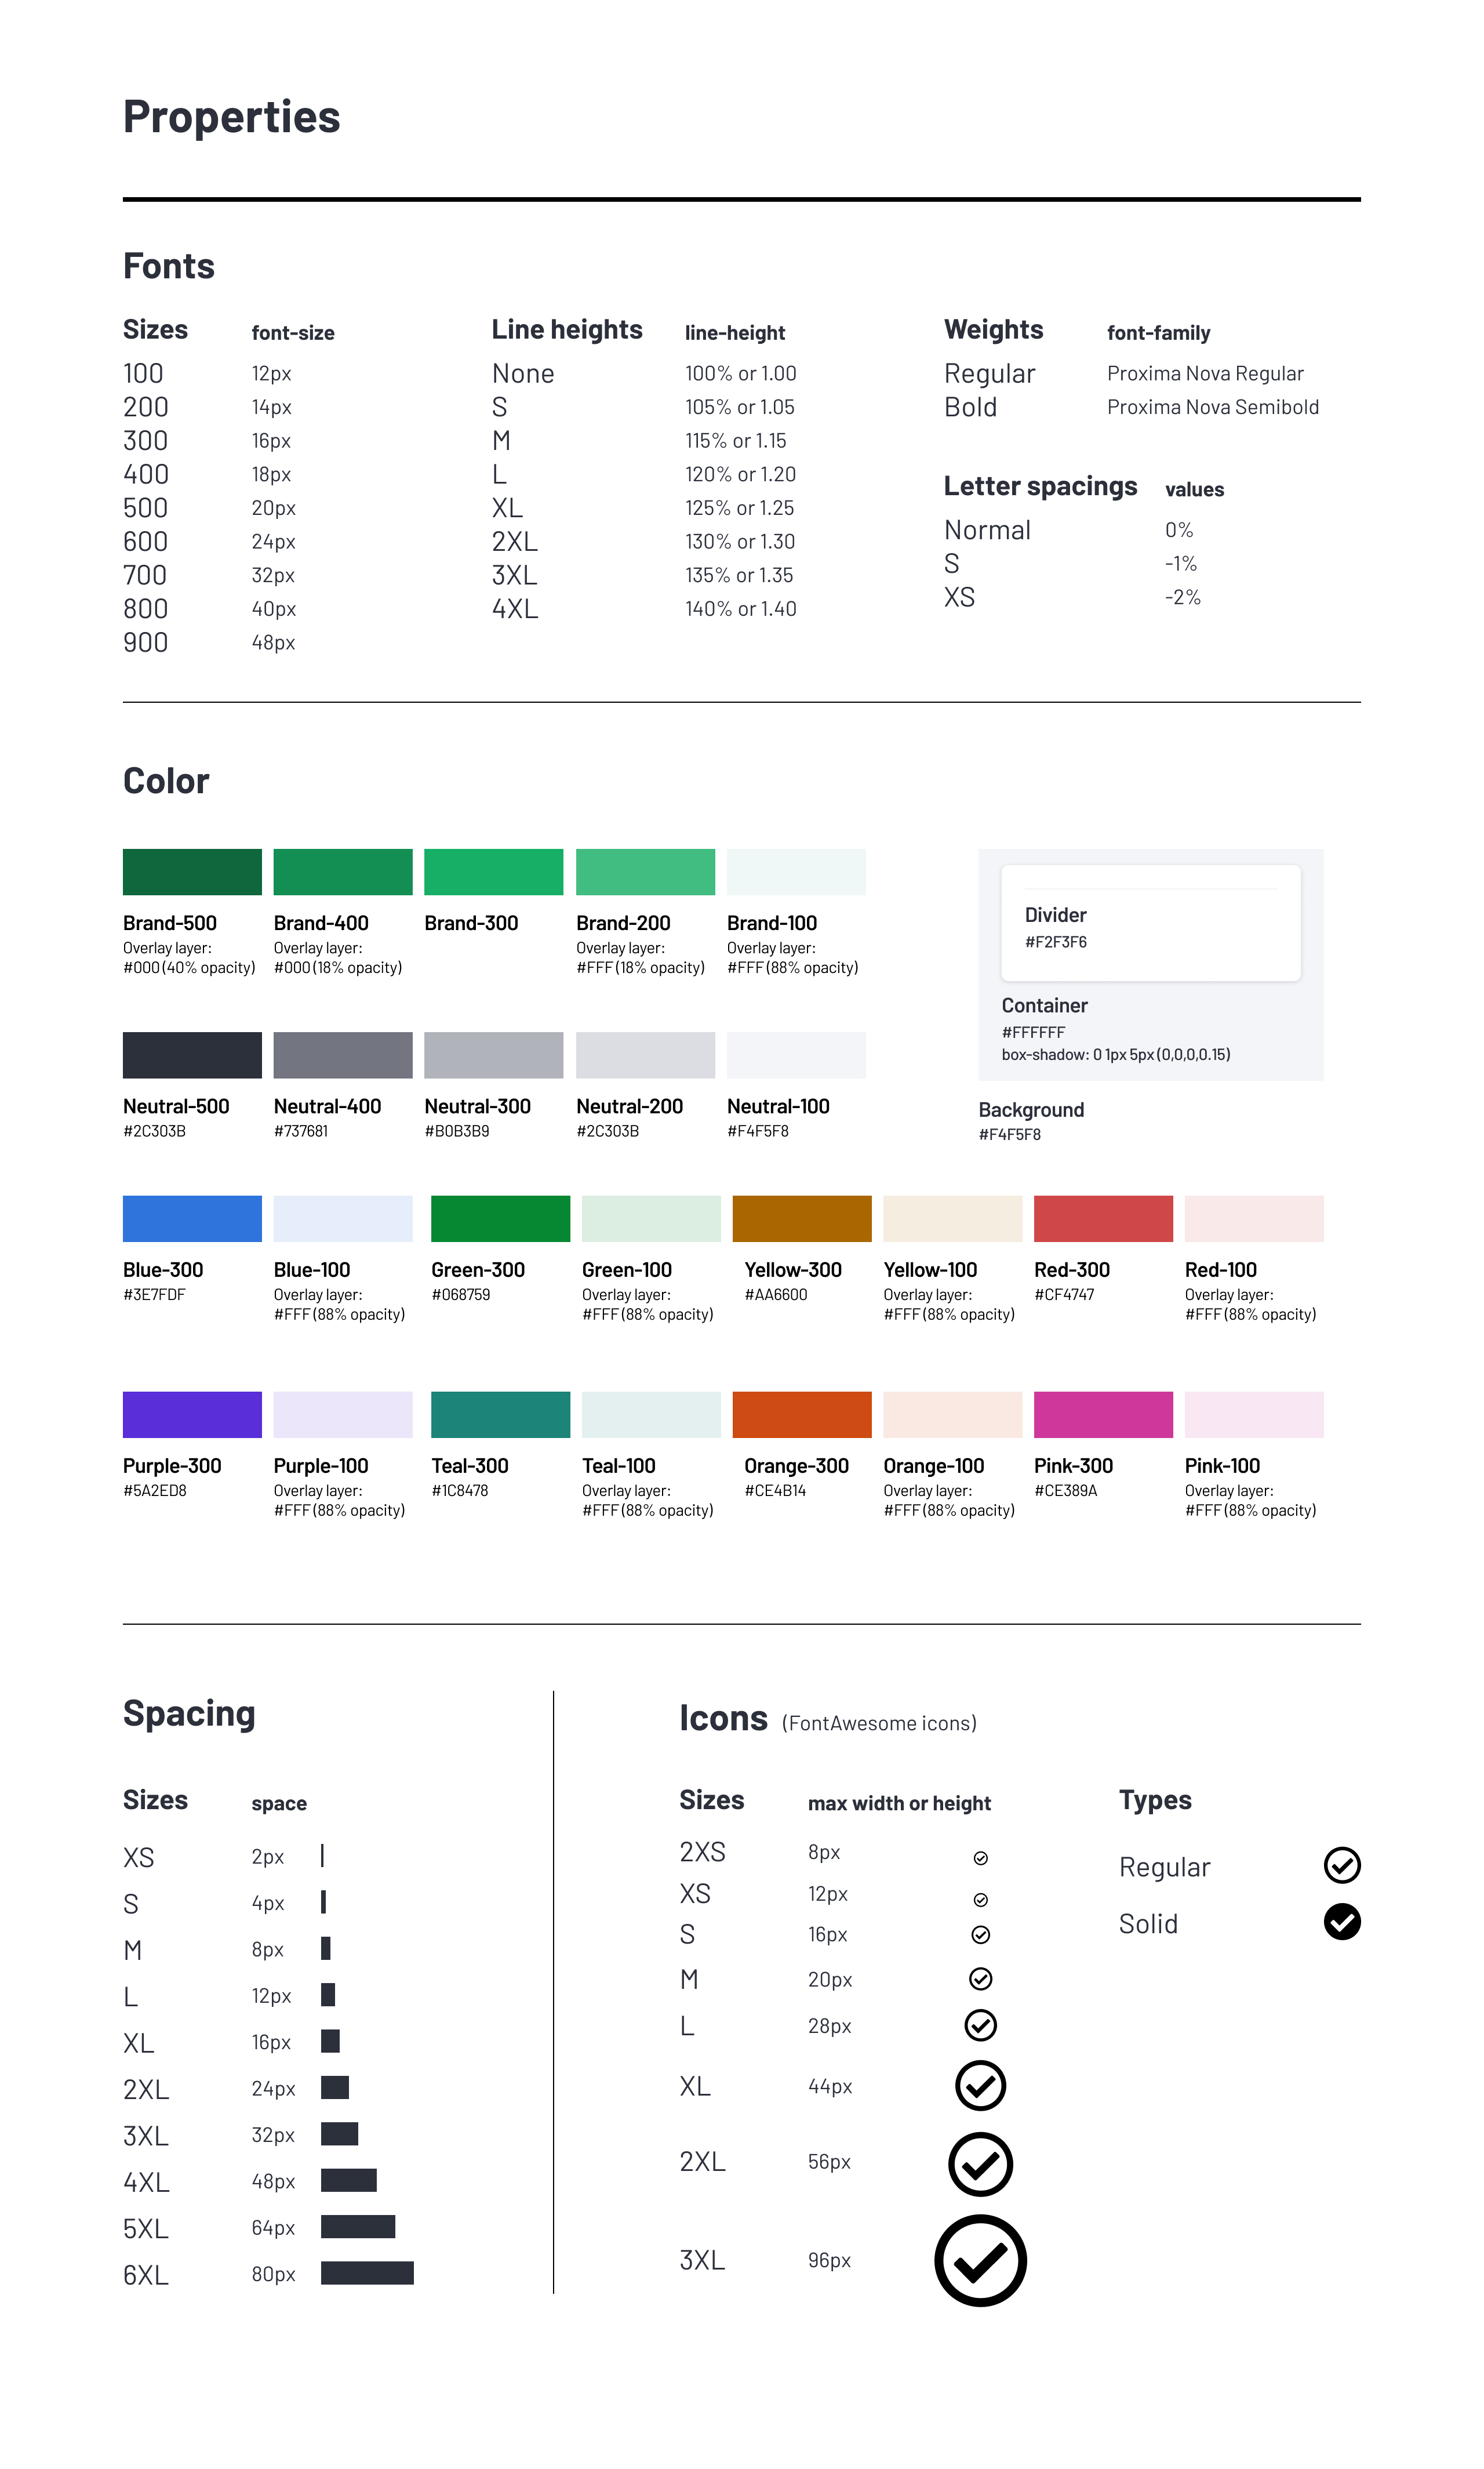 Properties
Fonts
Sizes font-size
100 12px
200 14px
300 16px
400 18px
500 20px
600 24px
700 32px
800 40px
900 48px
Line heights line-height
None 100% or 1.00
S 105% or 1.05
M 115% or 1.15
L 120% or 1.20
XL 125% or 1.25
2XL 130% or 1.30
3XL 135% or 1.35
4XL 140% or 1.40
Weights font-family
Regular Proxima Nova Regular
Bold Proxima Nova Semibold
Letter spacings values
Normal 0%
S -1%
XS -2%
Color
Brand-500
Overlay layer:
#000 (40% opacity)
Brand-400
Overlay layer:
#000 (18% opacity)
Brand-300
Brand-200
Overlay layer:
#FFF (18% opacity)
Brand-100
Overlay layer:
#FFF (88% opacity)
Divider
#F2F3F6
Container
#FFFFFF
box-shadow: 0 1px 5px (0,0,0,0.15)
Background
#F4F5F8
Neutral-500
#2C303B
Neutral-400
#737681
Neutral-300
#B0B3B9
Neutral-200
#2C303B
Neutral-100
#F4F5F8
Blue-300
#3E7FDF
Blue-100
Overlay layer:
#FFF (88% opacity)
Green-300
#068759
Green-100
Overlay layer:
#FFF (88% opacity)
Yellow-300
#AA6600
Yellow-100
Overlay layer:
#FFF (88% opacity)
Red-300
#CF4747
Red-100
Overlay layer:
#FFF (88% opacity)
Purple-300
#5A2ED8
Purple-100
Overlay layer:
#FFF (88% opacity)
Teal-300
#1C8478
Teal-100
Overlay layer:
#FFF (88% opacity)
Orange-300
#CE4B14
Orange-100
Overlay layer:
#FFF (88% opacity)
Pink-300
#CE389A
Pink-100
Overlay layer:
#FFF (88% opacity)
Spacing
Sizes space
XS 2px
S 4px
M 8px
L 12px
XL 16px
2XL 24px
3XL 32px
4XL 48px
5XL 64px
6XL 80px
Icons (FontAwesome icons)
Sizes max width or height
2XS 8px
XS 12px
S 16px
M 20px
L 28px
XL 44px
2XL 56px
3XL 96px
Types
Regular
Solid